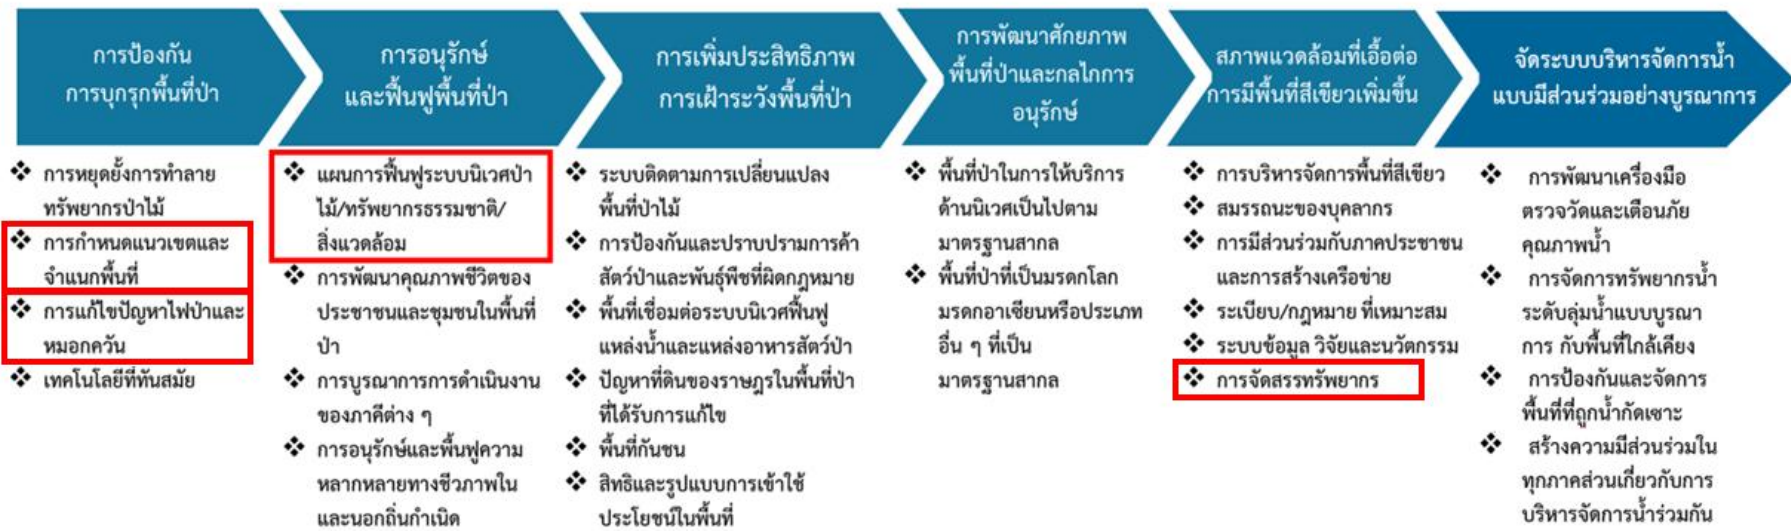 การป้องกัน
การบุกรุกพื้นที่ป่า
การอนุรักษ์
และฟื้นฟูพื้นที่ป่า
การเพิ่มประสิทธิภาพ
การเฝ้าระวังพื้นที่ป่า
การพัฒนาศักยภาพ
พื้นที่ป่าและกลไกการ
อนุรักษ์
สภาพแวดล้อมที่เอื้อต่อ
การมีพื้นที่สีเขียวเพิ่มขึ้น
จัดระบบบริหารจัดการน้ำ
แบบมีส่วนร่วมอย่างบูรณาการ
❖ การหยุดยั้งการทำลาย
ทรัพยากรป่าไม้
❖ การกำหนดแนวเขตและ
จำแนกพื้นที่
❖ การแก้ไขปัญหาไฟป่าและ
หมอกควัน
❖ เทคโนโลยีที่ทันสมัย
❖ แผนการฟื้นฟูระบบนิเวศป่า
ไม้/ทรัพยากรธรรมชาติ/
สิ่งแวดล้อม
❖ การพัฒนาคุณภาพชีวิตของ
ประชาชนและชุมชนในพื้นที่
ป่า
❖ การบูรณาการการดำเนินงาน
ของภาคีต่าง ๆ
❖ การอนุรักษ์และพื้นฟูความ
หลากหลายทางชีวภาพใน
และนอกถิ่นกำเนิด
❖ ระบบติดตามการเปลี่ยนแปลง
พื้นที่ป่าไม้
❖ การป้องกันและปราบปรามการค้า
สัตว์ป่าและพันธุ์พืชที่ผิดกฎหมาย
❖ พื้นที่เชื่อมต่อระบบนิเวศฟื้นฟู
แหล่งน้ำและแหล่งอาหารสัตว์ป่า
❖ ปัญหาที่ดินของราษฎรในพื้นที่ป่า
ที่ได้รับการแก้ไข
❖ พื้นที่กันชน
❖ สิทธิและรูปแบบการเข้าใช้
ประโยชน์ในพื้นที่
❖ พื้นที่ป่าในการให้บริการ
ด้านนิเวศเป็นไปตาม
มาตรฐานสากล
❖ พื้นที่ป่าที่เป็นมรดกโลก
มรดกอาเซียนหรือประเภท
อื่น ๆ ที่เป็น
มาตรฐานสากล
❖ การบริหารจัดการพื้นที่สีเขียว
❖ สมรรถนะของบุคลากร
❖ การมีส่วนร่วมกับภาคประชาชน
และการสร้างเครือข่าย
❖ ระเบียบ/กฎหมาย ที่เหมาะสม
❖ ระบบข้อมูล วิจัยและนวัตกรรม
❖ การจัดสรรทรัพยากร
❖ การพัฒนาเครื่องมือ
ตรวจวัดและเตือนภัย
คุณภาพน้ำ
❖ การจัดการทรัพยากรน้ำ
ระดับลุ่มน้ำแบบบูรณา
การ กับพื้นที่ใกล้เคียง
❖ การป้องกันและจัดการ
พื้นที่ที่ถูกน้ำกัดเซาะ
❖ สร้างความมีส่วนร่วมใน
ทุกภาคส่วนเกี่ยวกับการ
บริหารจัดการน้ำร่วมกัน